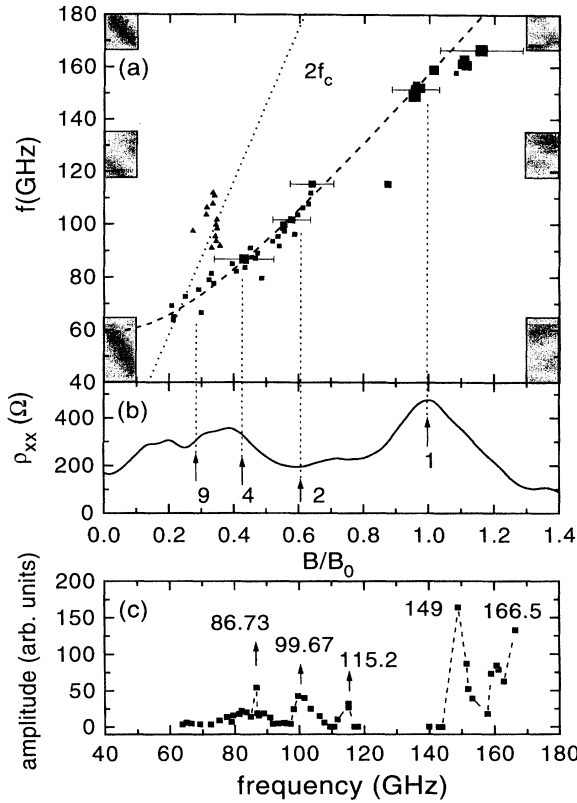 180
160
140
120
100
80
60
40
f(GHz)
(a)
2f_c
(b)
ρ_xx (Ω)
400
200
0
9
4
2
1
0.0 0.2 0.4 0.6 0.8 1.0 1.2 1.4
B/B_0
(c)
amplitude (arb. units)
200
150
100
50
0
86.73
99.67
115.2
149
166.5
40 60 80 100 120 140 160 180
frequency (GHz)